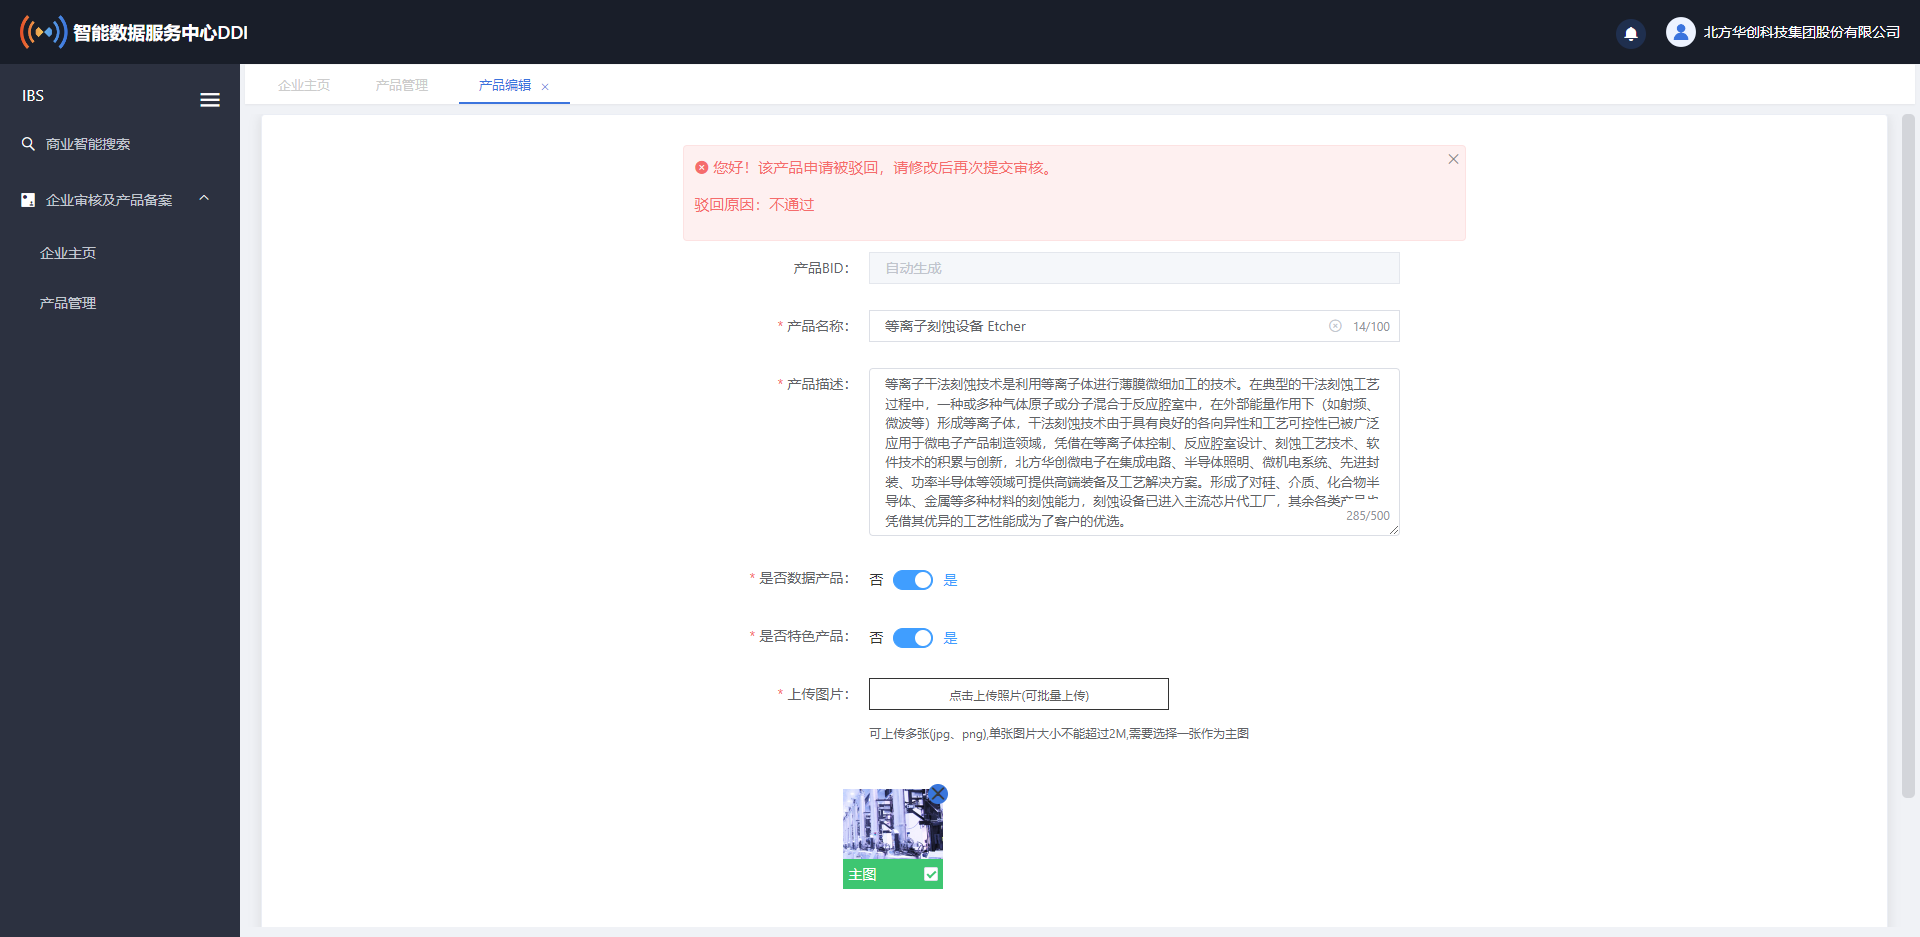 智能数据服务中心DDI
北方华创科技集团股份有限公司
IBS
商业智能搜索
企业审核及产品备案
企业主页
产品管理
企业主页
产品管理
产品编辑
您好！该产品申请被驳回，请修改后再次提交审核。
驳回原因：不通过
产品BID：
自动生成
* 产品名称：
等离子刻蚀设备 Etcher
14/100
* 产品描述：
等离子干法刻蚀技术是利用等离子体进行薄膜微细加工的技术。在典型的干法刻蚀工艺
过程中，一种或多种气体原子或分子混合于反应腔室中，在外部能量作用下（如射频、
微波等）形成等离子体，干法刻蚀技术由于具有良好的各向异性和工艺可控性已被广泛
应用于微电子产品制造领域，凭借在等离子体控制、反应腔室设计、刻蚀工艺技术、软
件技术的积累与创新，北方华创微电子在集成电路、半导体照明、微机电系统、先进封
装、功率半导体等领域可提供高端装备及工艺解决方案。形成了对硅、介质、化合物半
导体、金属等多种材料的刻蚀能力，刻蚀设备已进入主流芯片代工厂，其余各类产品也
凭借其优异的工艺性能成为了客户的优选。
285/500
* 是否数据产品：
否 是
* 是否特色产品：
否 是
* 上传图片：
点击上传照片(可批量上传)
可上传多张(jpg、png),单张图片大小不能超过2M,需要选择一张作为主图
主图